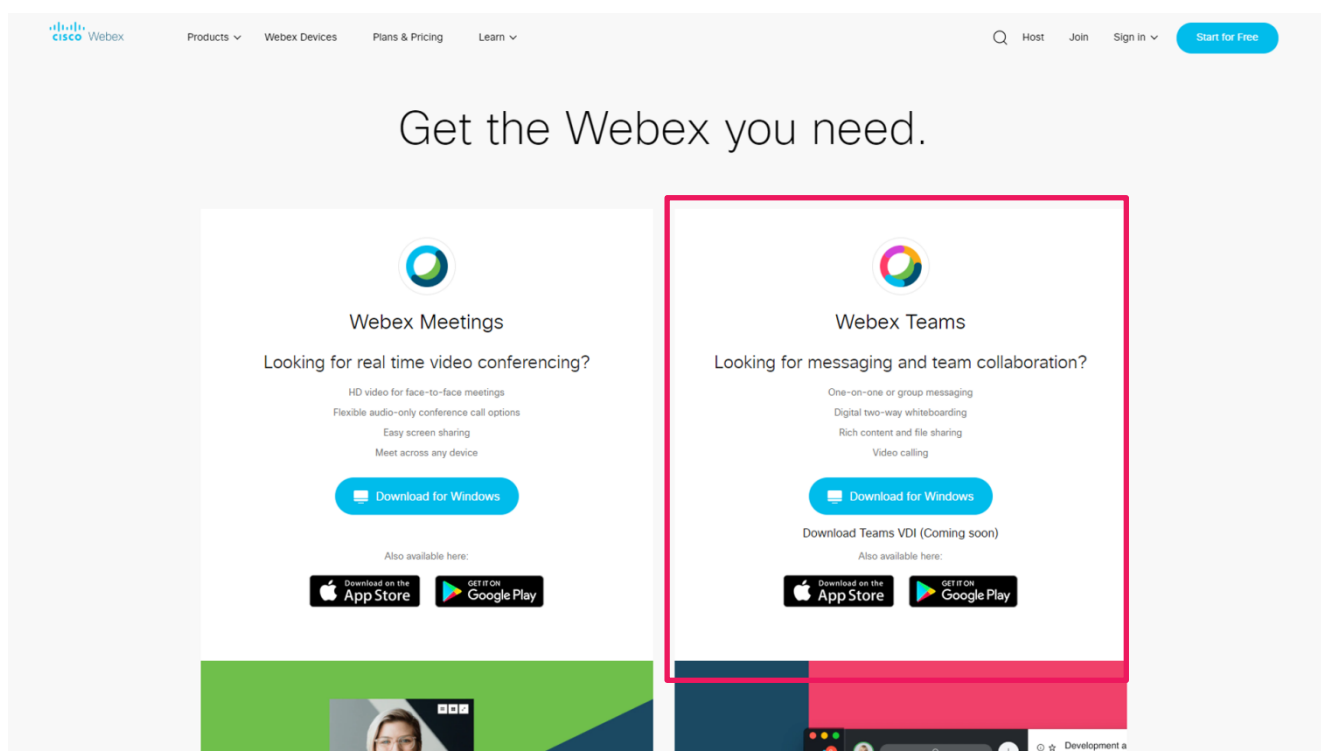 CISCO Webex
Products
Webex Devices
Plans & Pricing
Learn
Host
Join
Sign in
Start for Free
Get the Webex you need.
Webex Meetings
Looking for real time video conferencing?
HD video for face-to-face meetings
Flexible audio-only conference call options
Easy screen sharing
Meet across any device
Download for Windows
Also available here:
Download on the
App Store
GET IT ON
Google Play
Webex Teams
Looking for messaging and team collaboration?
One-on-one or group messaging
Digital two-way whiteboarding
Rich content and file sharing
Video calling
Download for Windows
Download Teams VDI (Coming soon)
Also available here:
Download on the
App Store
GET IT ON
Google Play
Development a